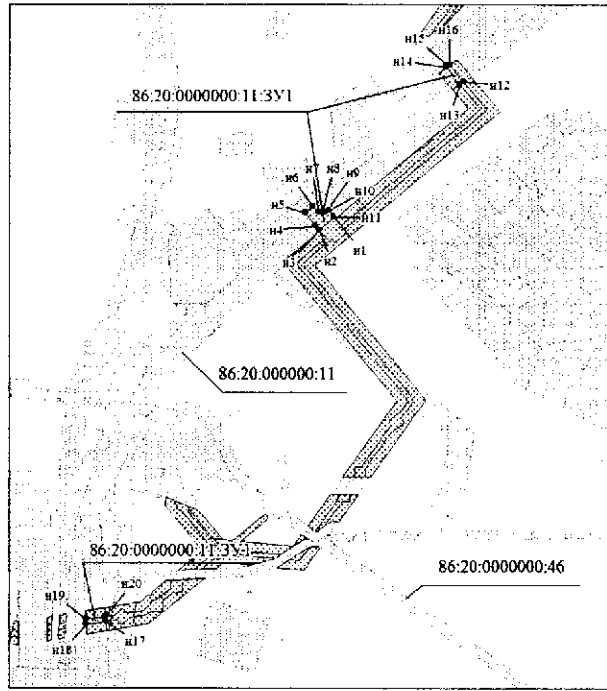 н15
н16
н14
н12
86:20:0000000:11:ЗУ1
н13
н7
н8
н6
н9
н10
н5
н11
н4
н1
н2
н3
86:20:000000:11
86:20:0000000:11:ЗУ1
86:20:0000000:46
н20
н19
н17
н18